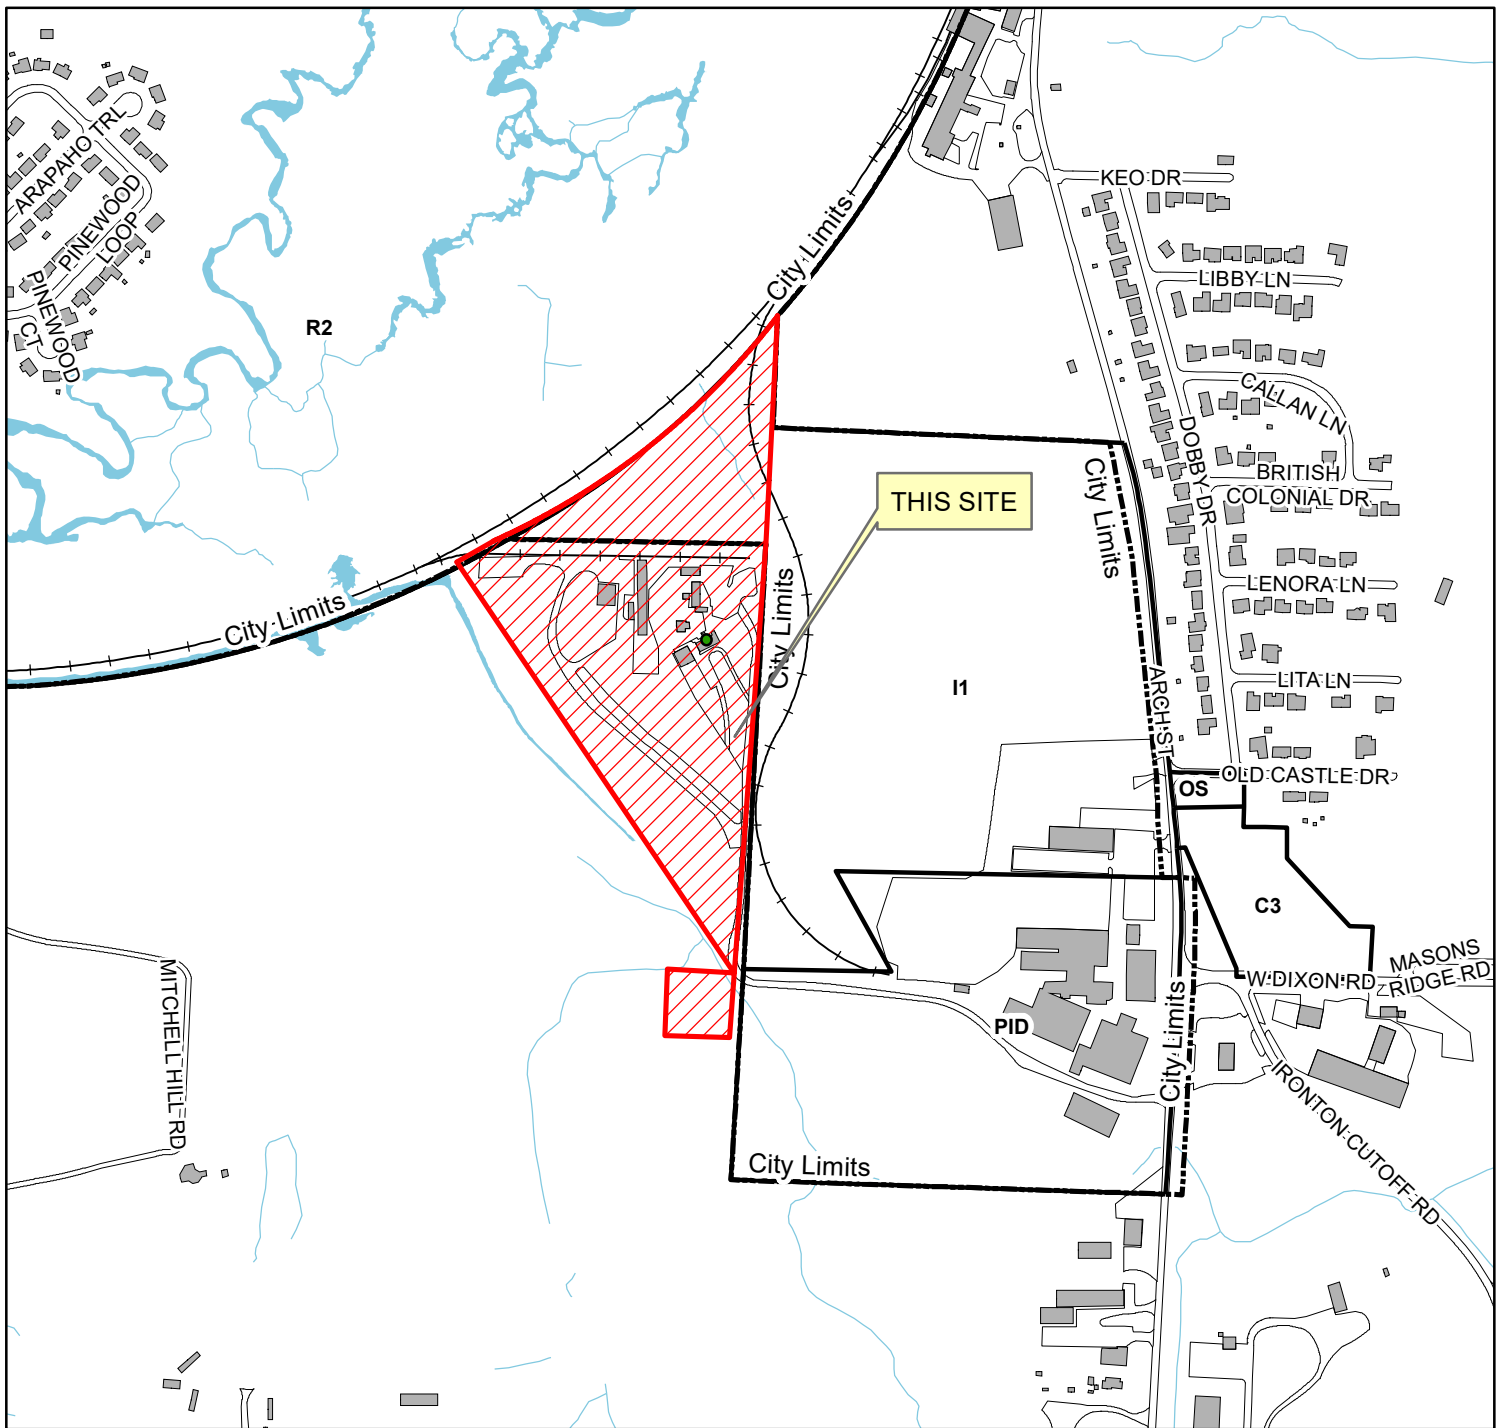 KEO DR
ARAPAHO TRL
PINEWOOD
LOOP
City Limits
LIBBY LN
PINEWOOD
CT
R2
CALLAN LN
DOBBY DR
BRITISH
COLONIAL DR
City Limits
THIS SITE
LENORA LN
City Limits
City Limits
I1
ARCH ST
LITA LN
OLD CASTLE DR
OS
C3
MASONS
RIDGE RD
W DIXON RD
MITCHELL HILL RD
PID
City Limits
IRONTON CUTOFF RD
City Limits